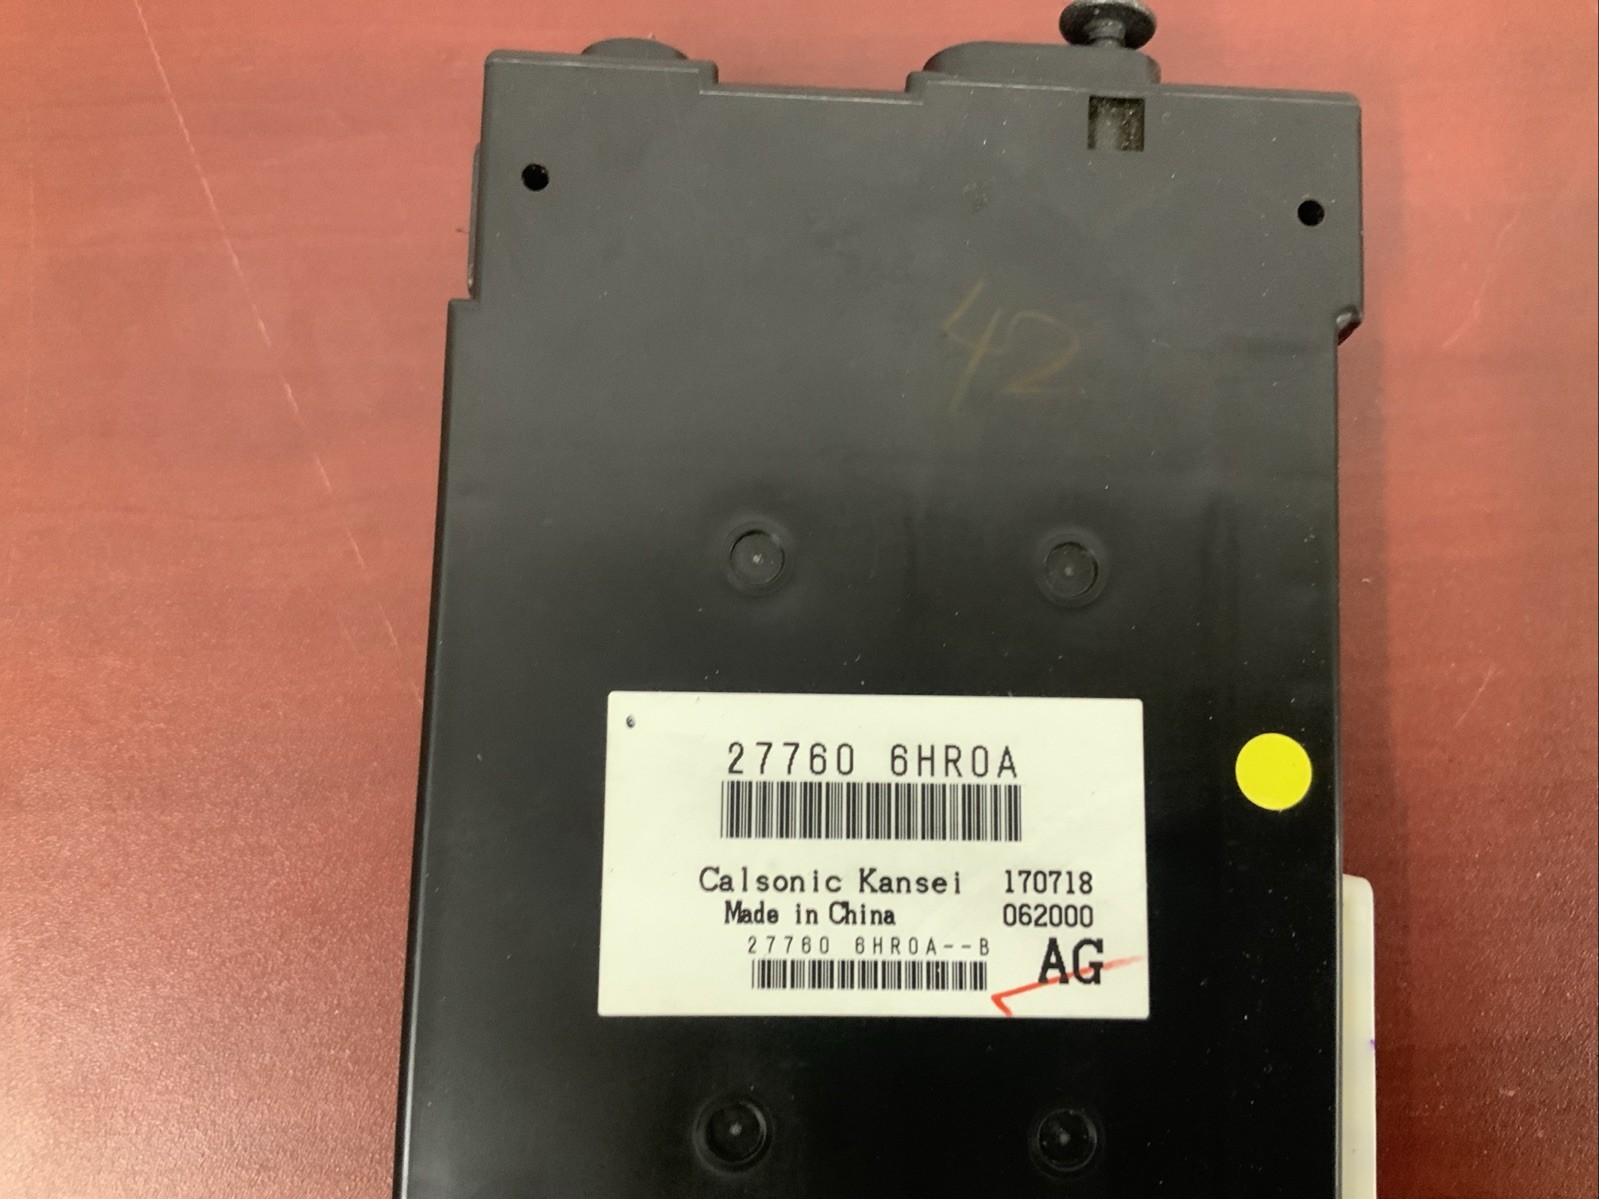 42
27760 6HR0A
Calsonic Kansei 170718
Made in China 062000
27760 6HR0A--B AG